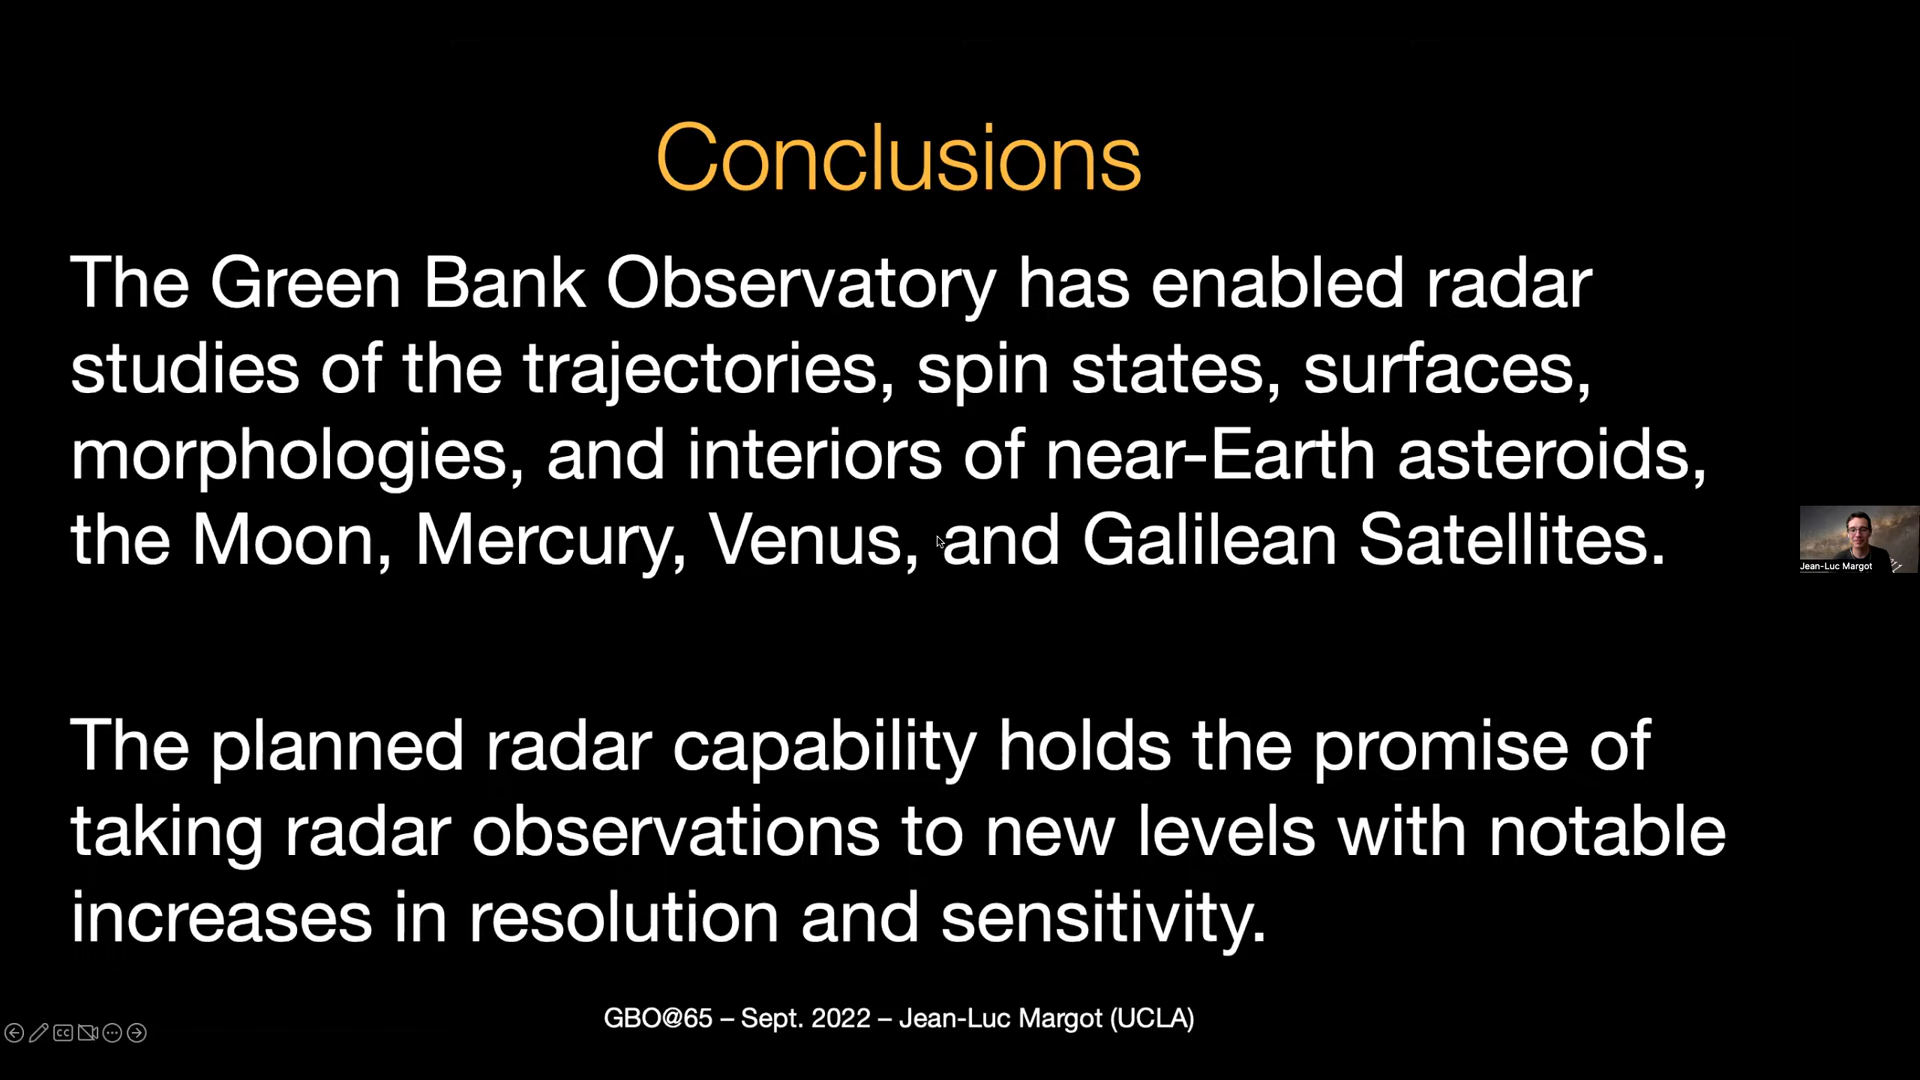 Conclusions
The Green Bank Observatory has enabled radar
studies of the trajectories, spin states, surfaces,
morphologies, and interiors of near-Earth asteroids,
the Moon, Mercury, Venus, and Galilean Satellites.
Jean-Luc Margot
The planned radar capability holds the promise of
taking radar observations to new levels with notable
increases in resolution and sensitivity.
GBO@65 – Sept. 2022 – Jean-Luc Margot (UCLA)
CC